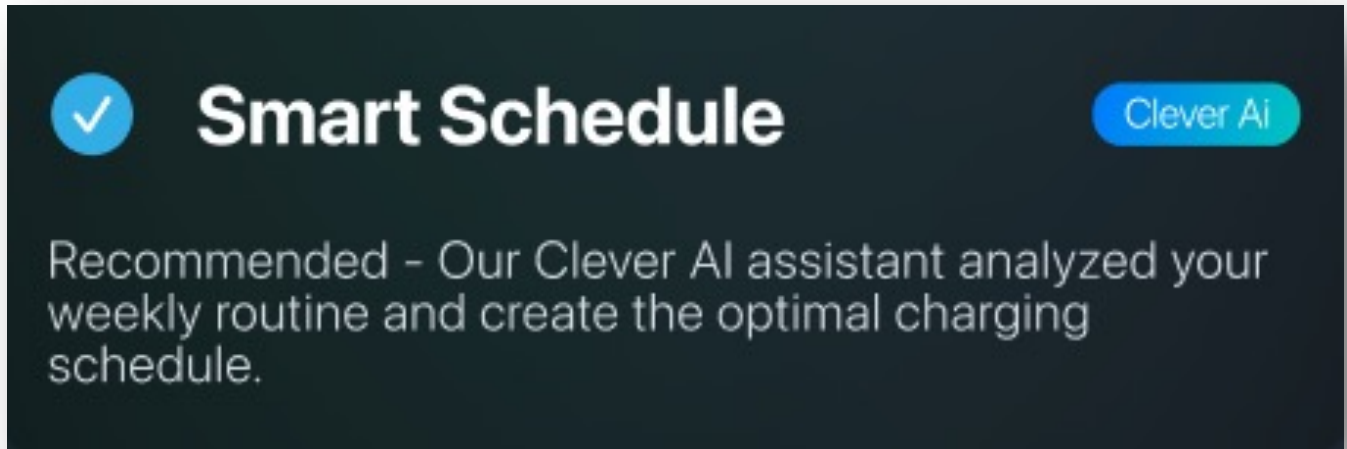 Smart Schedule
Clever Ai
Recommended - Our Clever AI assistant analyzed your
weekly routine and create the optimal charging
schedule.